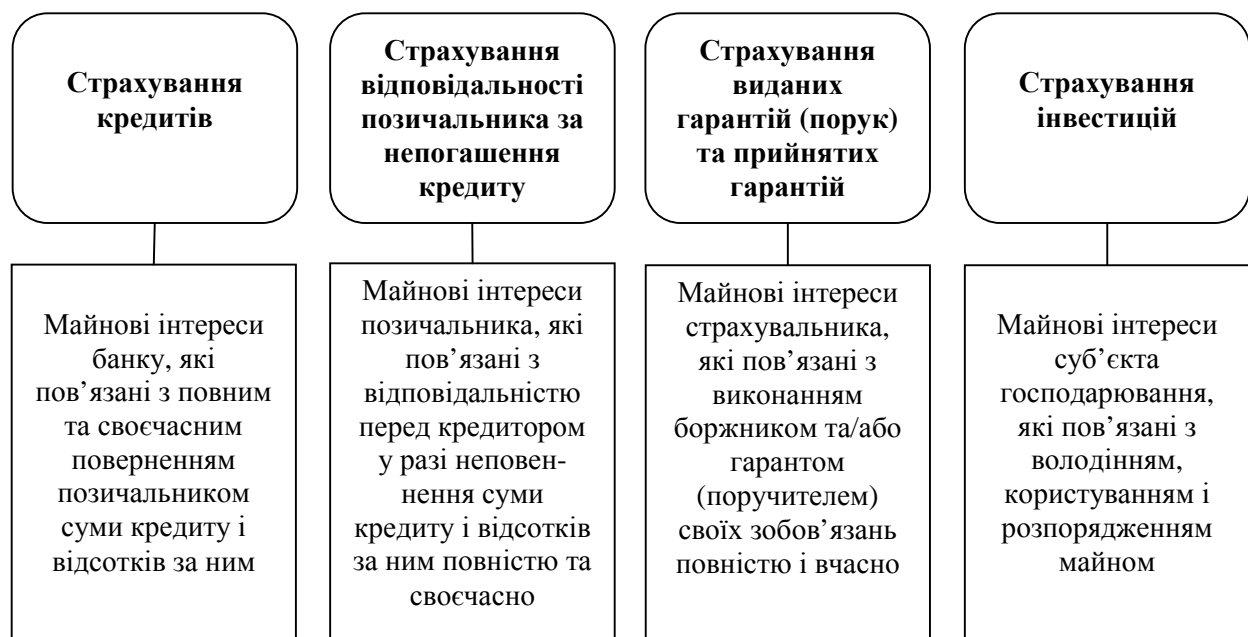 Страхування
кредитів
Страхування
відповідальності
позичальника за
непогашення
кредиту
Страхування
виданих
гарантій (порук)
та прийнятих
гарантій
Страхування
інвестицій
Майнові інтереси
банку, які
пов’язані з повним
та своєчасним
поверненням
позичальником
суми кредиту і
відсотків за ним
Майнові інтереси
позичальника, які
пов’язані з
відповідальністю
перед кредитором
у разі неповен-
нення суми
кредиту і відсотків
за ним повністю та
своєчасно
Майнові інтереси
страхувальника,
які пов’язані з
виконанням
боржником та/або
гарантом
(поручителем)
своїх зобов’язань
повністю і вчасно
Майнові інтереси
суб’єкта
господарювання,
які пов’язані з
володінням,
користуванням і
розпорядженням
майном